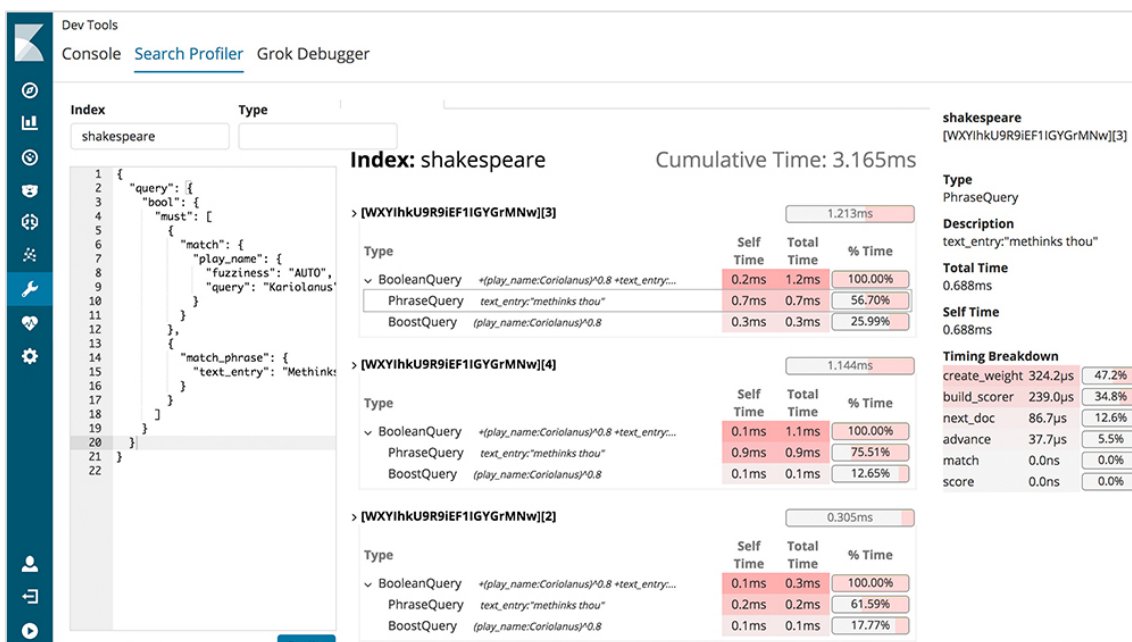 Dev Tools
Console Search Profiler Grok Debugger
Index Type
shakespeare
1 {
2 "query": {
3 "bool": {
4 "must": [
5 {
6 "match": {
7 "play_name": {
8 "fuzziness": "AUTO",
9 "query": "Kariolanus"
10 }
11 }
12 },
13 {
14 "match_phrase": {
15 "text_entry": "Methinks
16 }
17 }
18 ]
19 }
20 }
21 }
22
Index: shakespeare Cumulative Time: 3.165ms
[WXYIhkU9R9iEF1IGYGrMNw][3] 1.213ms
Type Self Time Total Time % Time
BooleanQuery +(play_name:Coriolanus)^0.8 +text_entry:... 0.2ms 1.2ms 100.00%
PhraseQuery text_entry:"methinks thou" 0.7ms 0.7ms 56.70%
BoostQuery (play_name:Coriolanus)^0.8 0.3ms 0.3ms 25.99%
[WXYIhkU9R9iEF1IGYGrMNw][4] 1.144ms
Type Self Time Total Time % Time
BooleanQuery +(play_name:Coriolanus)^0.8 +text_entry:... 0.1ms 1.1ms 100.00%
PhraseQuery text_entry:"methinks thou" 0.9ms 0.9ms 75.51%
BoostQuery (play_name:Coriolanus)^0.8 0.1ms 0.1ms 12.65%
[WXYIhkU9R9iEF1IGYGrMNw][2] 0.305ms
Type Self Time Total Time % Time
BooleanQuery +(play_name:Coriolanus)^0.8 +text_entry:... 0.1ms 0.3ms 100.00%
PhraseQuery text_entry:"methinks thou" 0.2ms 0.2ms 61.59%
BoostQuery (play_name:Coriolanus)^0.8 0.1ms 0.1ms 17.77%
shakespeare
[WXYIhkU9R9iEF1IGYGrMNw][3]
Type
PhraseQuery
Description
text_entry:"methinks thou"
Total Time
0.688ms
Self Time
0.688ms
Timing Breakdown
create_weight 324.2µs 47.2%
build_scorer 239.0µs 34.8%
next_doc 86.7µs 12.6%
advance 37.7µs 5.5%
match 0.0ns 0.0%
score 0.0ns 0.0%